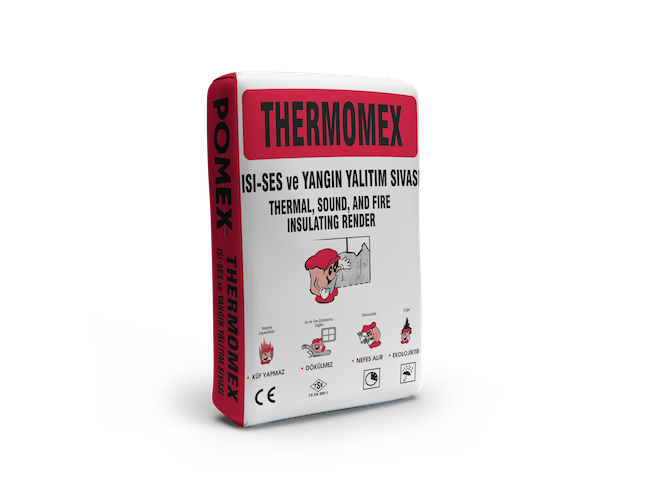 POMEX
THERMOMEX
ISI-SES ve YANGIN YALITIM SIVASI
THERMOMEX
ISI-SES ve YANGIN YALITIM SIVASI
THERMAL, SOUND, AND FIRE
INSULATING RENDER
• KÜF YAPMAZ
• DÖKÜLMEZ
• NEFES ALIR
• EKOLOJİKTİR
CE
TSE